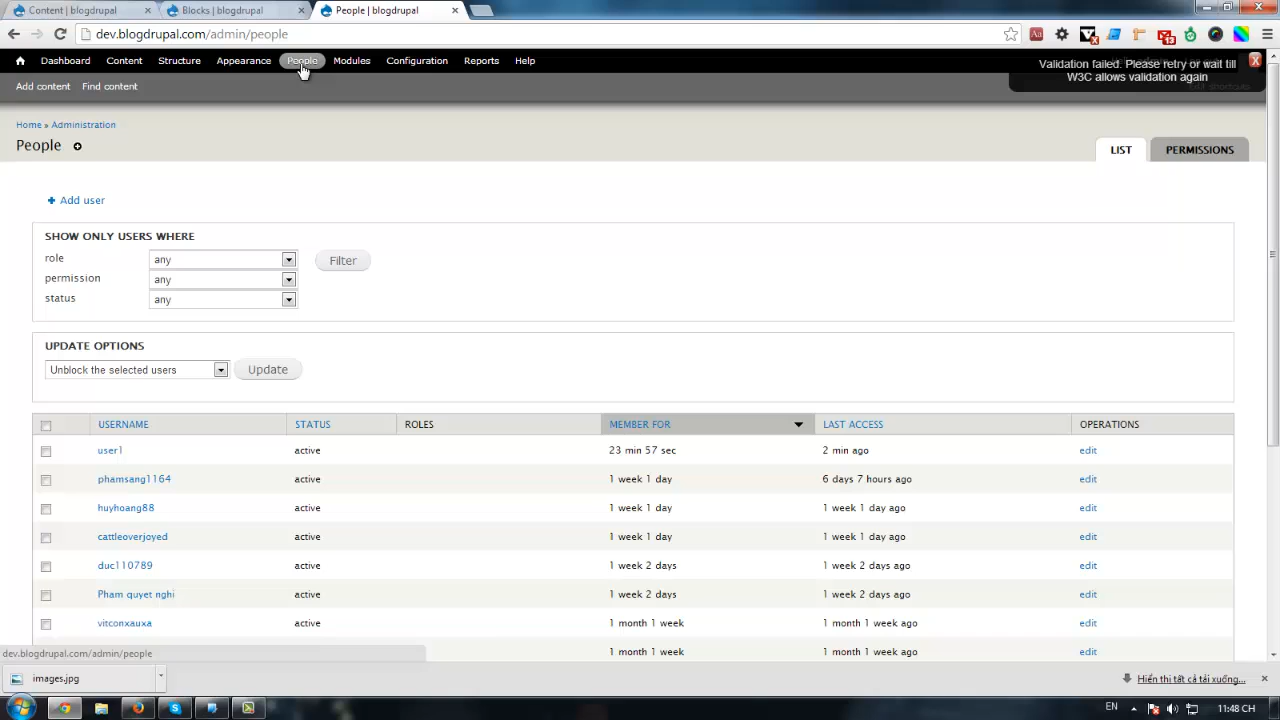 Content | blogdrupal
Blocks | blogdrupal
People | blogdrupal
dev.blogdrupal.com/admin/people
13
Dashboard Content Structure Appearance People Modules Configuration Reports Help
Validation failed. Please retry or wait till
W3C allows validation again
Add content Find content
Home » Administration
People
LIST PERMISSIONS
Add user
SHOW ONLY USERS WHERE
role any Filter
permission any
status any
UPDATE OPTIONS
Unblock the selected users Update
USERNAME STATUS ROLES MEMBER FOR LAST ACCESS OPERATIONS
user1 active 23 min 57 sec 2 min ago edit
phamsang1164 active 1 week 1 day 6 days 7 hours ago edit
huyhoang88 active 1 week 1 day 1 week 1 day ago edit
cattleoverjoyed active 1 week 1 day 1 week 1 day ago edit
duc110789 active 1 week 2 days 1 week 2 days ago edit
Pham quyet nghi active 1 week 2 days 1 week 2 days ago edit
vitconxauxa active 1 month 1 week 1 month 1 week ago edit
1 month 1 week 1 month 1 week ago edit
dev.blogdrupal.com/admin/people
images.jpg
Hiển thị tất cả tải xuống...
EN 11:48 CH